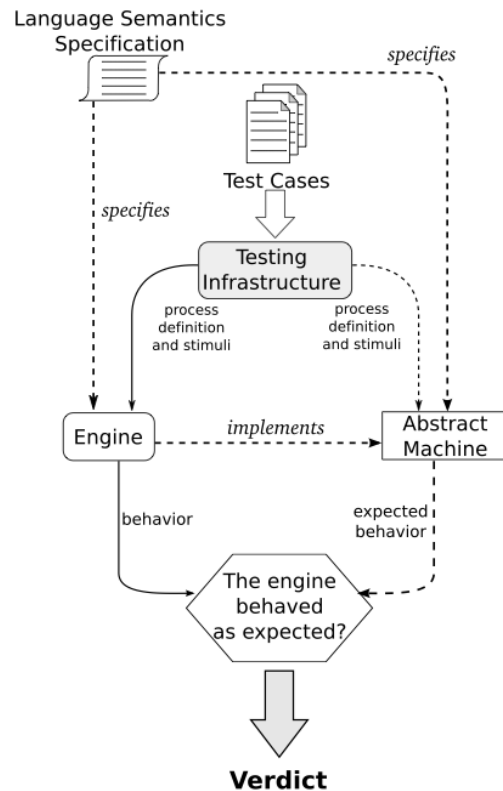 Language Semantics
Specification
specifies
Test Cases
specifies
Testing
Infrastructure
process
definition
and stimuli
process
definition
and stimuli
Engine
implements
Abstract
Machine
behavior
expected
behavior
The engine
behaved
as expected?
Verdict